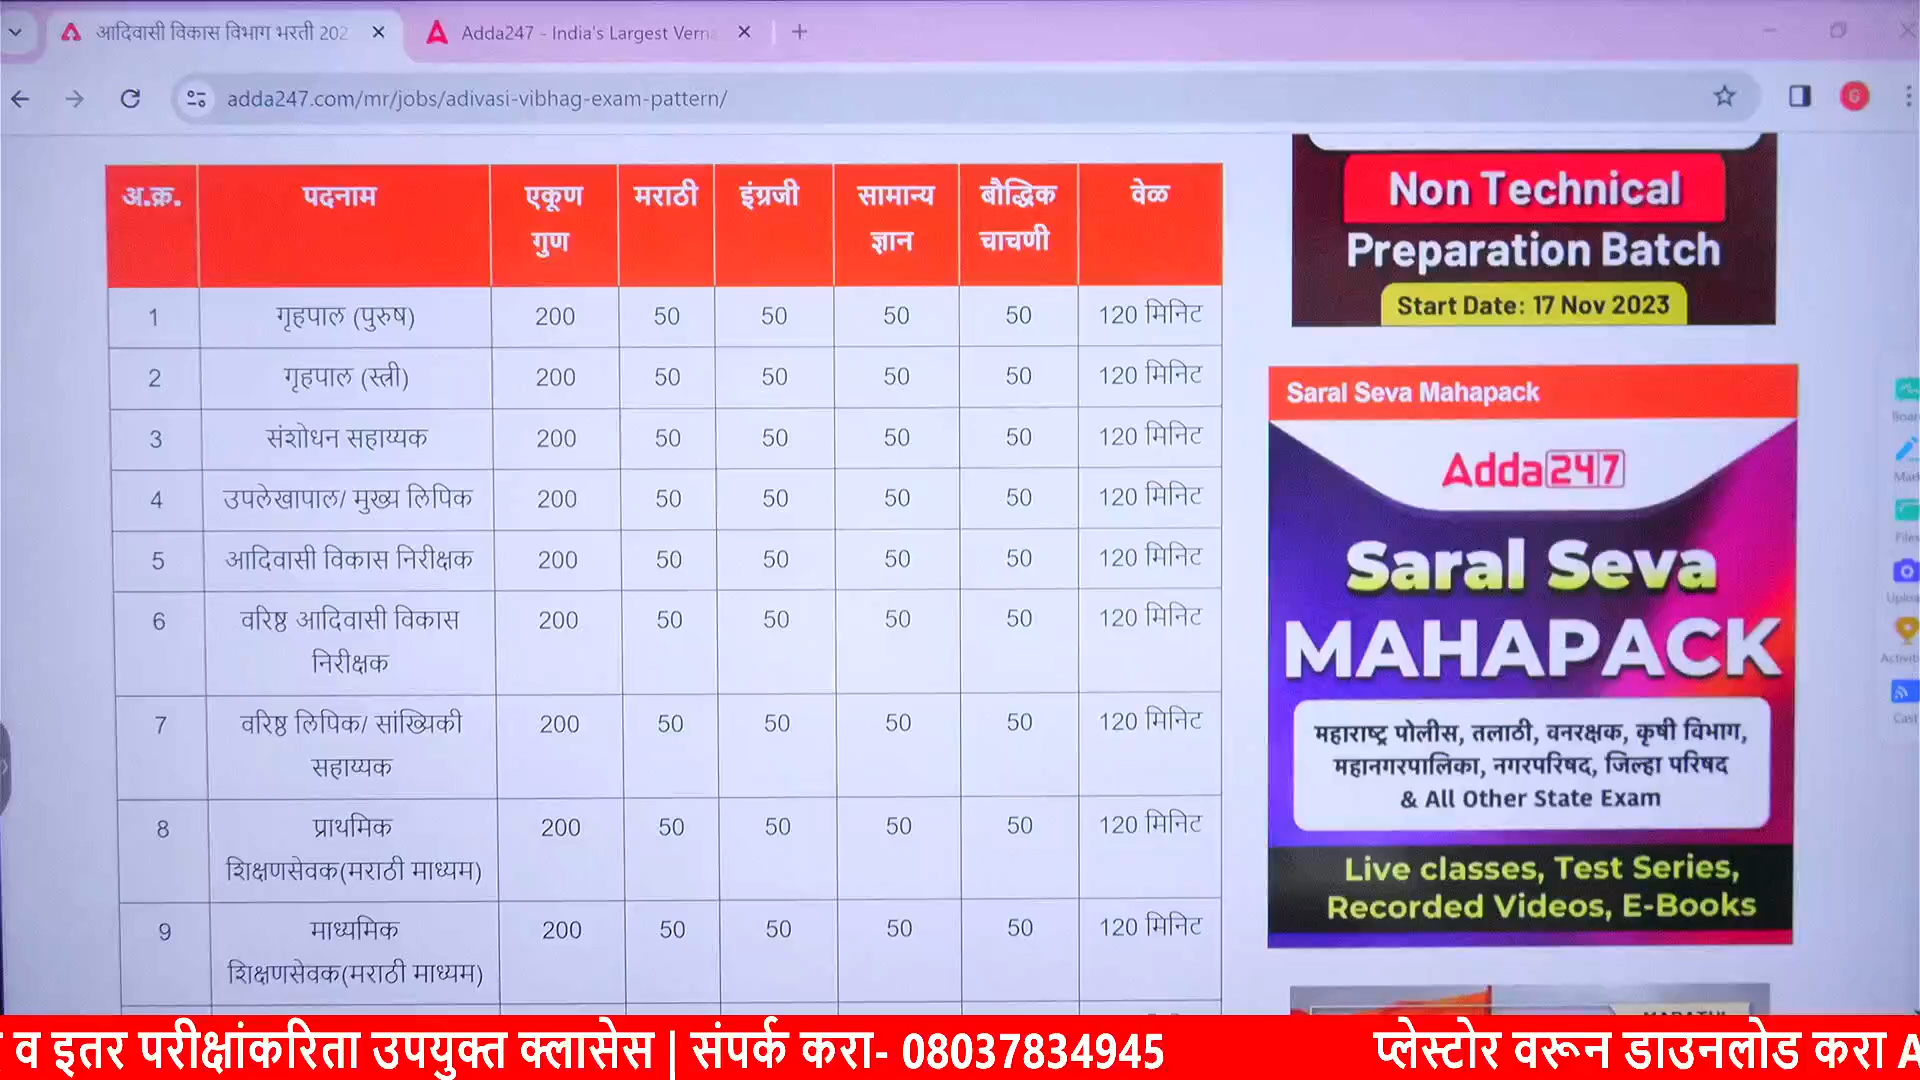 आदिवासी विकास विभाग भरती 202
Adda247 - India's Largest Verna
adda247.com/mr/jobs/adivasi-vibhag-exam-pattern/
G
अ.क्र. पदनाम एकूण गुण मराठी इंग्रजी सामान्य ज्ञान बौद्धिक चाचणी वेळ
1 गृहपाल (पुरुष) 200 50 50 50 50 120 मिनिट
2 गृहपाल (स्त्री) 200 50 50 50 50 120 मिनिट
3 संशोधन सहाय्यक 200 50 50 50 50 120 मिनिट
4 उपलेखापाल/ मुख्य लिपिक 200 50 50 50 50 120 मिनिट
5 आदिवासी विकास निरीक्षक 200 50 50 50 50 120 मिनिट
6 वरिष्ठ आदिवासी विकास निरीक्षक 200 50 50 50 50 120 मिनिट
7 वरिष्ठ लिपिक/ सांख्यिकी सहाय्यक 200 50 50 50 50 120 मिनिट
8 प्राथमिक शिक्षणसेवक(मराठी माध्यम) 200 50 50 50 50 120 मिनिट
9 माध्यमिक शिक्षणसेवक(मराठी माध्यम) 200 50 50 50 50 120 मिनिट
Non Technical
Preparation Batch
Start Date: 17 Nov 2023
Saral Seva Mahapack
Adda247
Saral Seva
MAHAPACK
महाराष्ट्र पोलीस, तलाठी, वनरक्षक, कृषी विभाग,
महानगरपालिका, नगरपरिषद, जिल्हा परिषद
& All Other State Exam
Live classes, Test Series,
Recorded Videos, E-Books
व इतर परीक्षांकरिता उपयुक्त क्लासेस | संपर्क करा- 08037834945
प्लेस्टोर वरून डाउनलोड करा A